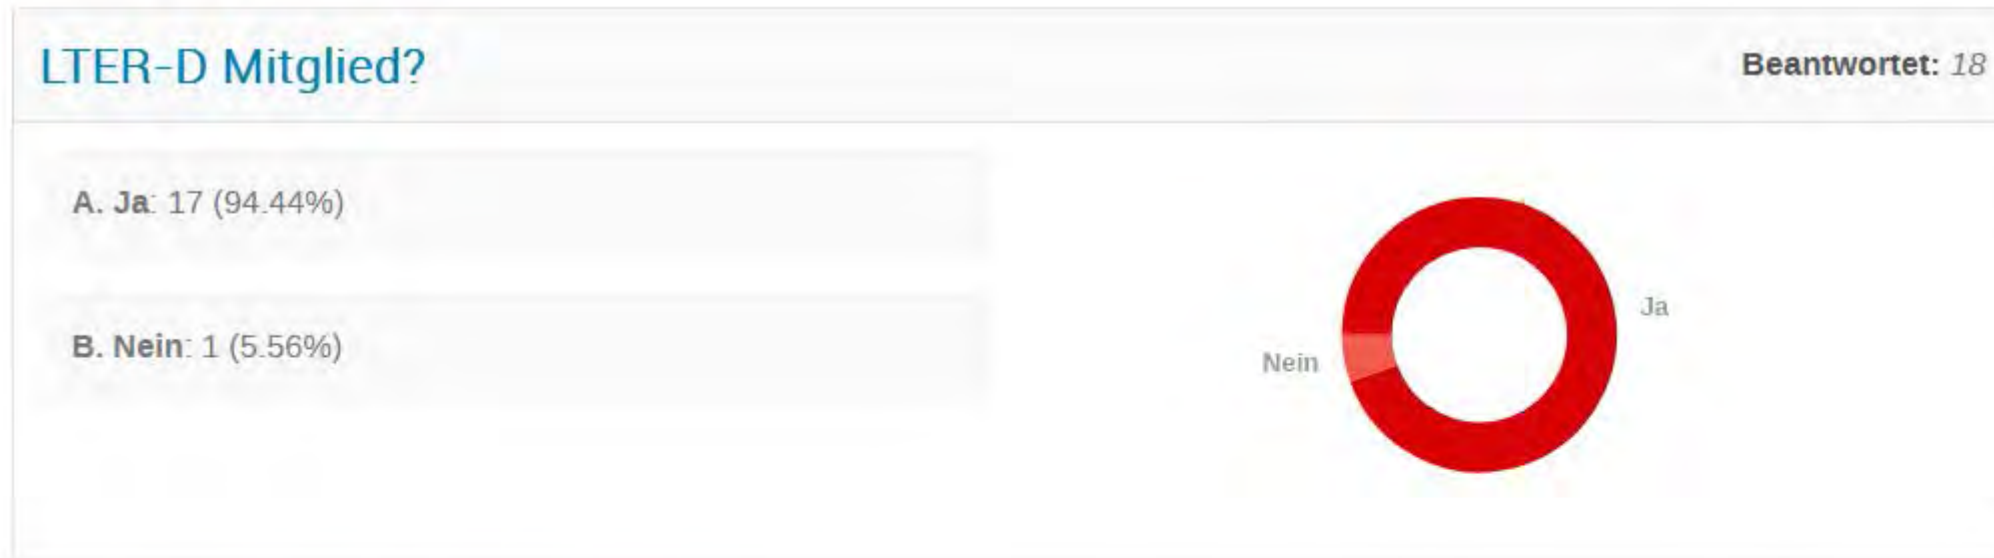 LTER-D Mitglied?
Beantwortet: 18
A. Ja: 17 (94.44%)
B. Nein: 1 (5.56%)
Ja
Nein